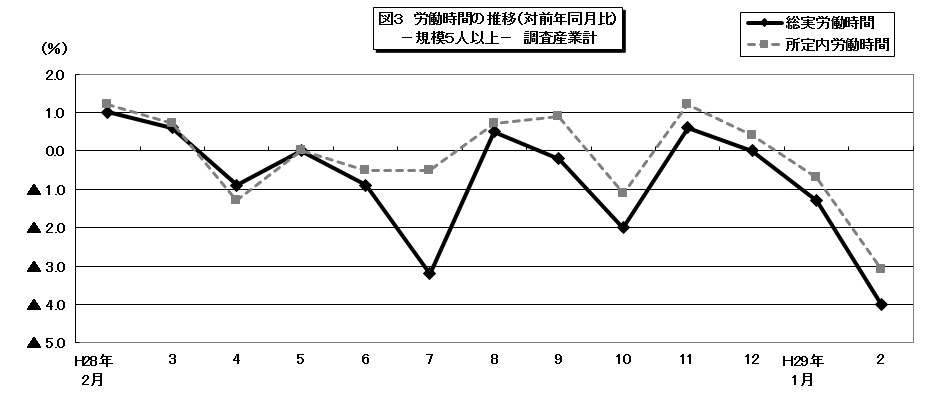 図3　労働時間の推移(対前年同月比)
－規模5人以上－　調査産業計
総実労働時間
所定内労働時間
(%)
2.0
1.0
0.0
▲ 1.0
▲ 2.0
▲ 3.0
▲ 4.0
▲ 5.0
H28年 3 4 5 6 7 8 9 10 11 12 H29年 2
2月 1月